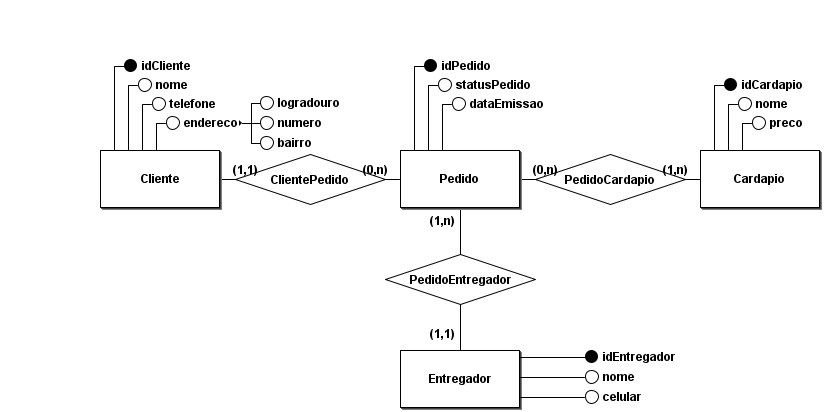 idCliente
nome
telefone
endereco
logradouro
numero
bairro
idPedido
statusPedido
dataEmissao
idCardapio
nome
preco
Cliente
(1,1)
ClientePedido
(0,n)
Pedido
(0,n)
PedidoCardapio
(1,n)
Cardapio
(1,n)
PedidoEntregador
(1,1)
Entregador
idEntregador
nome
celular